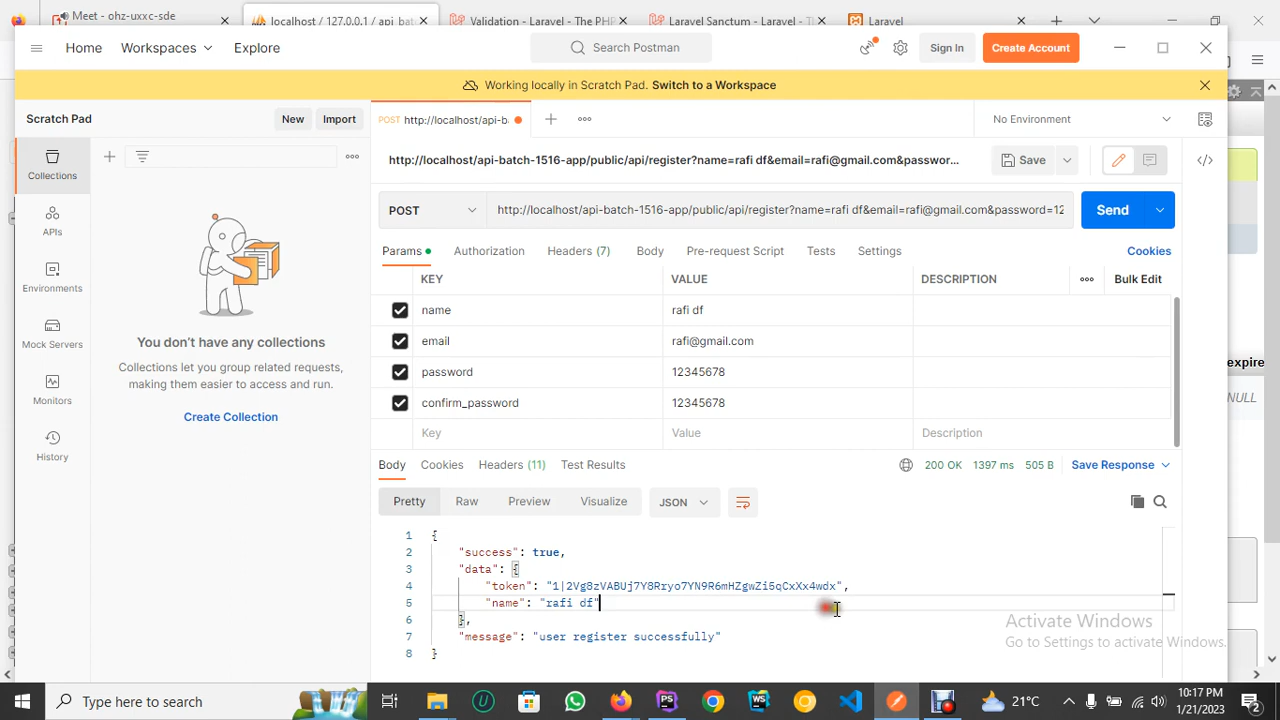 Meet - ohz-uxxc-sde
localhost / 127.0.0.1 / api_bat
Validation - Laravel - The PHP
Laravel Sanctum - T
Laravel
Home
Workspaces
Explore
Search Postman
Sign In
Create Account
Working locally in Scratch Pad. Switch to a Workspace
Scratch Pad
New
Import
POST http://localhost/api-b
No Environment
Collections
APIs
Environments
Mock Servers
Monitors
History
You don't have any collections
Collections let you group related requests,
making them easier to access and run.
Create Collection
http://localhost/api-batch-1516-app/public/api/register?name=rafi df&email=rafi@gmail.com&passwor...
Save
POST
http://localhost/api-batch-1516-app/public/api/register?name=rafi df&email=rafi@gmail.com&password=12
Send
Params
Authorization
Headers (7)
Body
Pre-request Script
Tests
Settings
Cookies
KEY
VALUE
DESCRIPTION
Bulk Edit
name
rafi df
email
rafi@gmail.com
password
12345678
confirm_password
12345678
Key
Value
Description
expire
NULL
Body
Cookies
Headers (11)
Test Results
200 OK
1397 ms
505 B
Save Response
Pretty
Raw
Preview
Visualize
JSON
1 {
2 "success": true,
3 "data": {
4 "token": "1|2Vg8zVABUj7Y8Rryo7YN9R6mHZgwZi5qCxXx4wdx",
5 "name": "rafi df"
6 },
7 "message": "user register successfully"
8 }
Activate Windows
Go to Settings to activate Windows.
Type here to search
21°C
10:17 PM
1/21/2023